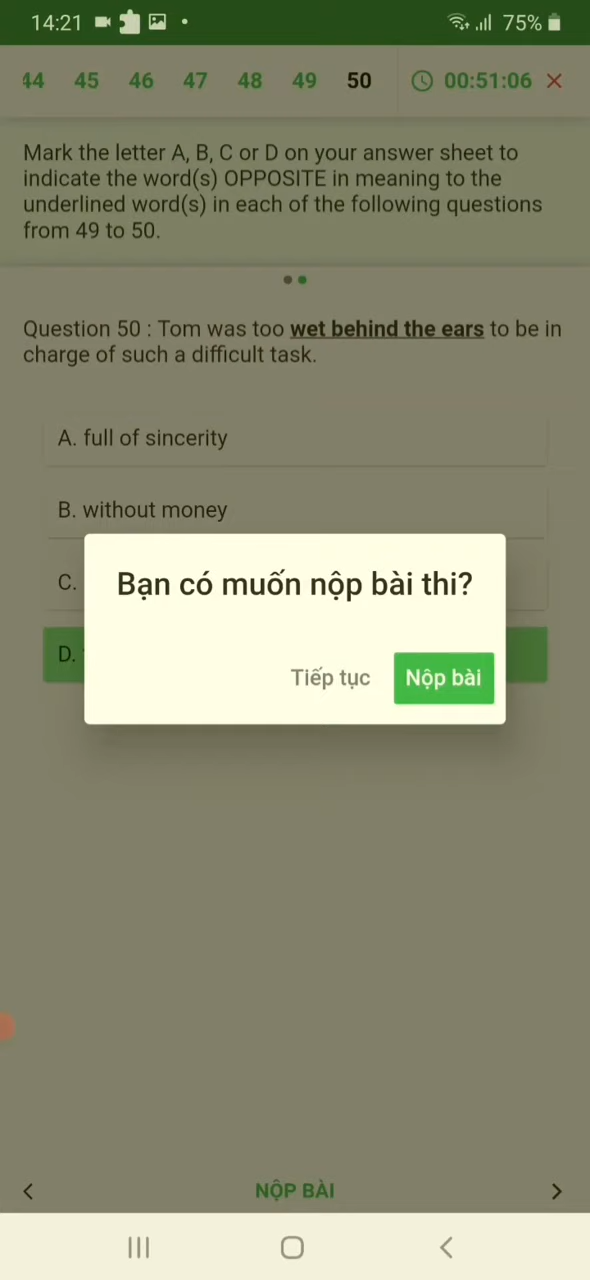 14:21 75%
44 45 46 47 48 49 50 00:51:06
Mark the letter A, B, C or D on your answer sheet to
indicate the word(s) OPPOSITE in meaning to the
underlined word(s) in each of the following questions
from 49 to 50.
Question 50 : Tom was too wet behind the ears to be in
charge of such a difficult task.
A. full of sincerity
B. without money
C.
D.
Bạn có muốn nộp bài thi?
Tiếp tục Nộp bài
NỘP BÀI